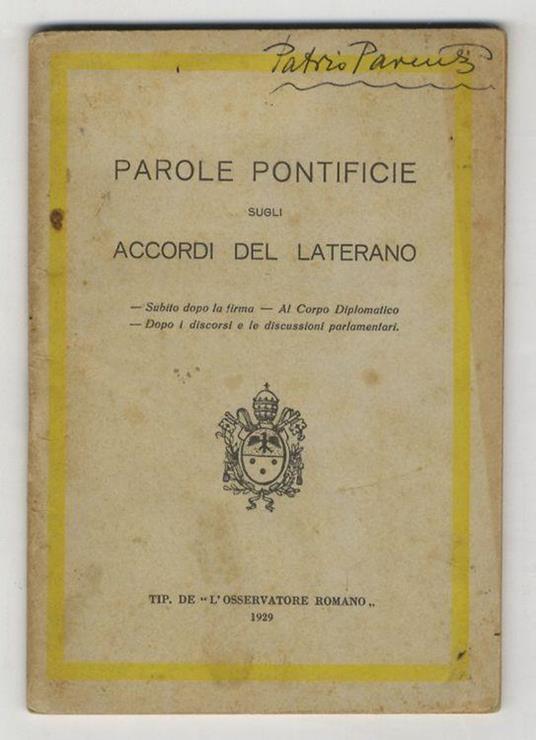 Patrio Parenti
PAROLE PONTIFICIE
SUGLI
ACCORDI DEL LATERANO
— Subito dopo la firma — Al Corpo Diplomatico
— Dopo i discorsi e le discussioni parlamentari.
TIP. DE "L'OSSERVATORE ROMANO„
1929